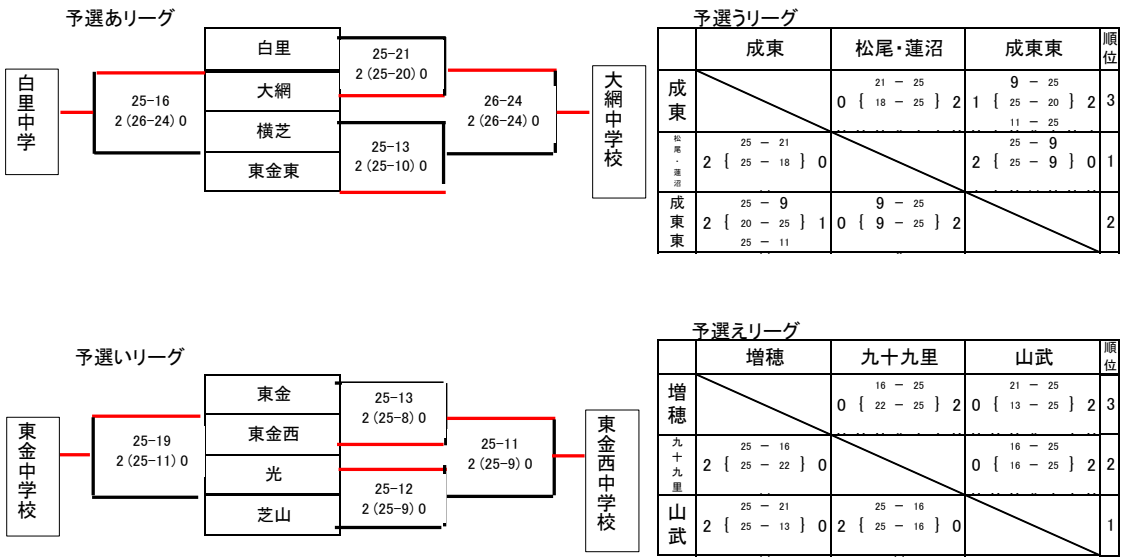 予選あリーグ
白里中学
25-16
2(26-24)0
白里
大網
横芝
東金東
25-21
2(25-20)0
25-13
2(25-10)0
26-24
2(26-24)0
大網中学校
予選うリーグ
成東 松尾・蓮沼 成東東 順位
成東
21 - 25
0 { 18 - 25 } 2
9 - 25
1 { 25 - 20 } 2
11 - 25
3
松尾・蓮沼
25 - 21
2 { 25 - 18 } 0
25 - 9
2 { 25 - 9 } 0
1
成東東
25 - 9
2 { 20 - 25 } 1
25 - 11
9 - 25
0 { 9 - 25 } 2
2
予選いリーグ
東金中学校
25-19
2(25-11)0
東金
東金西
光
芝山
25-13
2(25-8)0
25-12
2(25-9)0
25-11
2(25-9)0
東金西中学校
予選えリーグ
増穂 九十九里 山武 順位
増穂
16 - 25
0 { 22 - 25 } 2
21 - 25
0 { 13 - 25 } 2
3
九十九里
25 - 16
2 { 25 - 22 } 0
16 - 25
0 { 16 - 25 } 2
2
山武
25 - 21
2 { 25 - 13 } 0
25 - 16
2 { 25 - 16 } 0
1